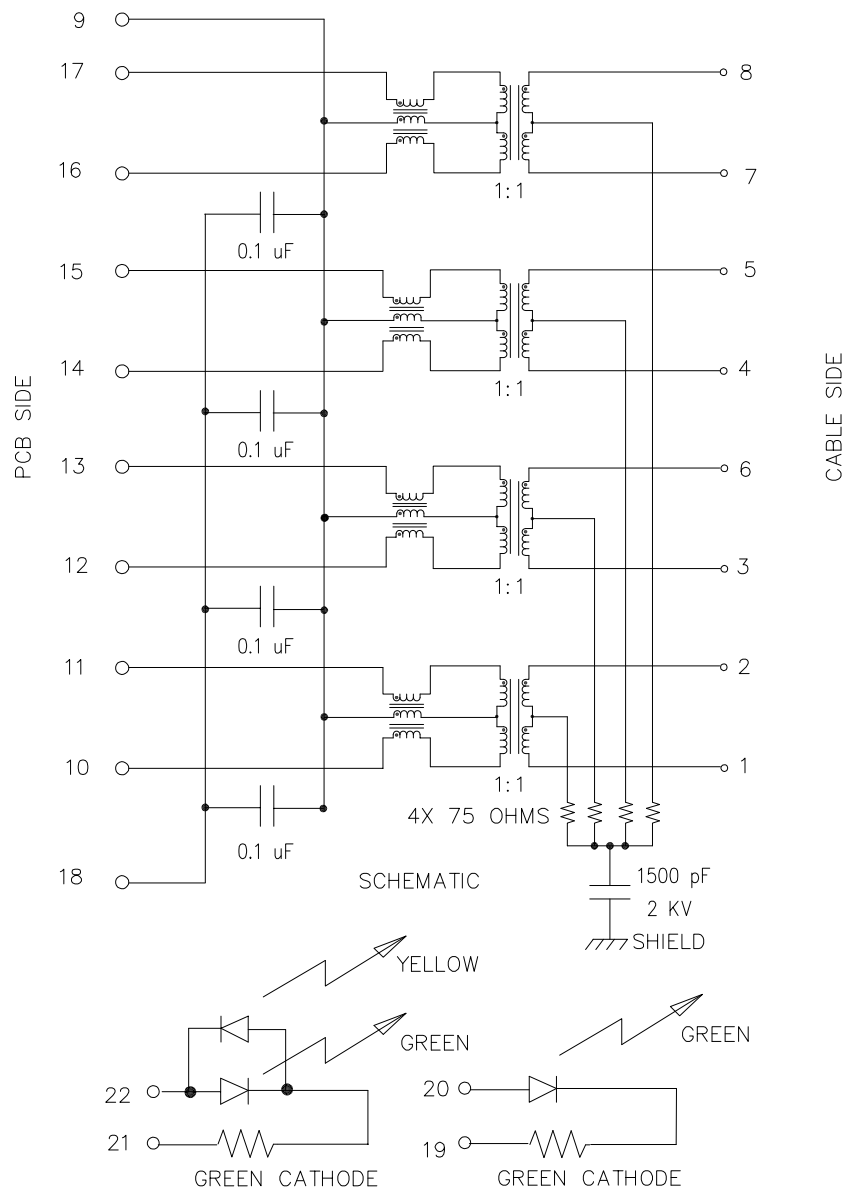 9
17
8
16
7
1:1
0.1 uF
15
5
14
4
1:1
PCB SIDE
CABLE SIDE
0.1 uF
13
6
12
3
1:1
0.1 uF
11
2
10
1
1:1
4X 75 OHMS
0.1 uF
18
SCHEMATIC
1500 pF
2 KV
SHIELD
YELLOW
GREEN
GREEN
22
20
21
19
GREEN CATHODE
GREEN CATHODE